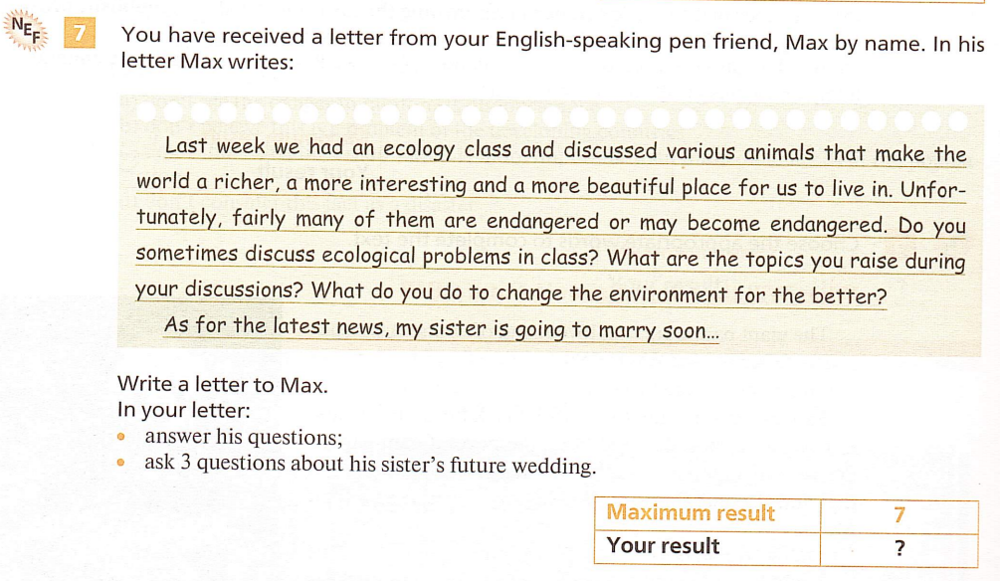 NEF 7 You have received a letter from your English-speaking pen friend, Max by name. In his
letter Max writes:
Last week we had an ecology class and discussed various animals that make the
world a richer, a more interesting and a more beautiful place for us to live in. Unfor-
tunately, fairly many of them are endangered or may become endangered. Do you
sometimes discuss ecological problems in class? What are the topics you raise during
your discussions? What do you do to change the environment for the better?
As for the latest news, my sister is going to marry soon...
Write a letter to Max.
In your letter:
• answer his questions;
• ask 3 questions about his sister's future wedding.
Maximum result 7
Your result ?